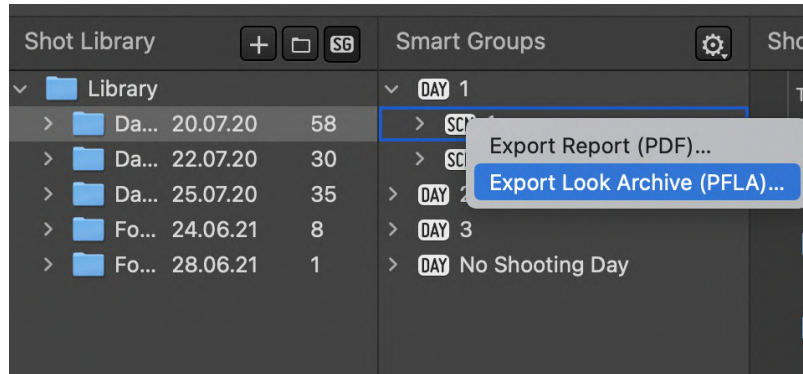 Shot Library
SG
Smart Groups
Library
DAY 1
Da... 20.07.20 58
Da... 22.07.20 30
Da... 25.07.20 35
DAY
Fo... 24.06.21 8
DAY 3
Fo... 28.06.21 1
DAY No Shooting Day
Export Report (PDF)...
Export Look Archive (PFLA)...